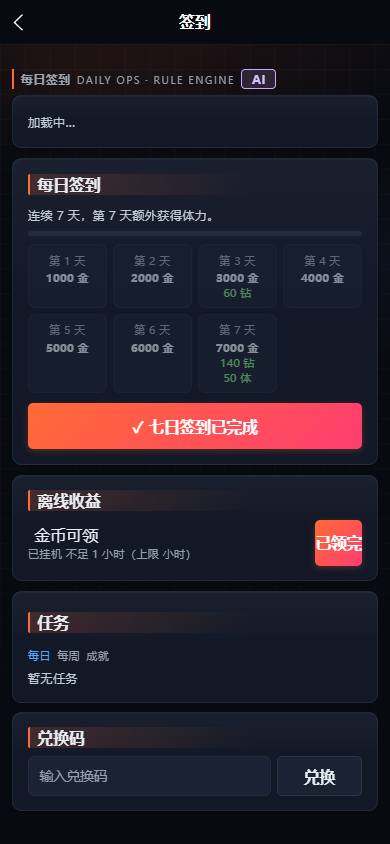 签到
每日签到 DAILY OPS · RULE ENGINE AI
加载中...
每日签到
连续 7 天，第 7 天额外获得体力。
第 1 天 第 2 天 第 3 天 第 4 天
1000 金 2000 金 3000 金 4000 金
60 钻
第 5 天 第 6 天 第 7 天
5000 金 6000 金 7000 金
140 钻
50 体
✓ 七日签到已完成
离线收益
金币可领
已挂机 不足 1 小时（上限 小时）
已领完
任务
每日 每周 成就
暂无任务
兑换码
输入兑换码 兑换